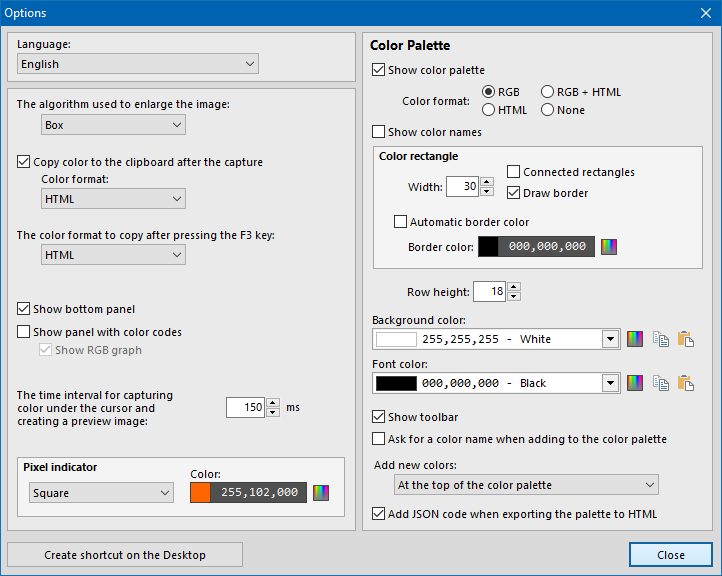 Options
Language:
English
The algorithm used to enlarge the image:
Box
Copy color to the clipboard after the capture
Color format:
HTML
The color format to copy after pressing the F3 key:
HTML
Show bottom panel
Show panel with color codes
Show RGB graph
The time interval for capturing
color under the cursor and
creating a preview image:
150 ms
Pixel indicator
Square
Color:
255,102,000
Create shortcut on the Desktop
Color Palette
Show color palette
Color format:
RGB
RGB + HTML
HTML
None
Show color names
Color rectangle
Width: 30
Connected rectangles
Draw border
Automatic border color
Border color: 000,000,000
Row height: 18
Background color:
255,255,255 - White
Font color:
000,000,000 - Black
Show toolbar
Ask for a color name when adding to the color palette
Add new colors:
At the top of the color palette
Add JSON code when exporting the palette to HTML
Close